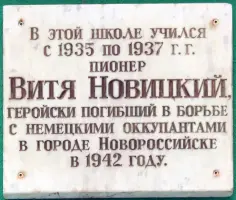 В ЭТОЙ ШКОЛЕ УЧИЛСЯ
С 1935 ПО 1937 Г.Г.
ПИОНЕР
ВИТЯ НОВИЦКИЙ,
ГЕРОЙСКИ ПОГИБШИЙ В БОРЬБЕ
С НЕМЕЦКИМИ ОККУПАНТАМИ
В ГОРОДЕ НОВОРОССИЙСКЕ
В 1942 ГОДУ.